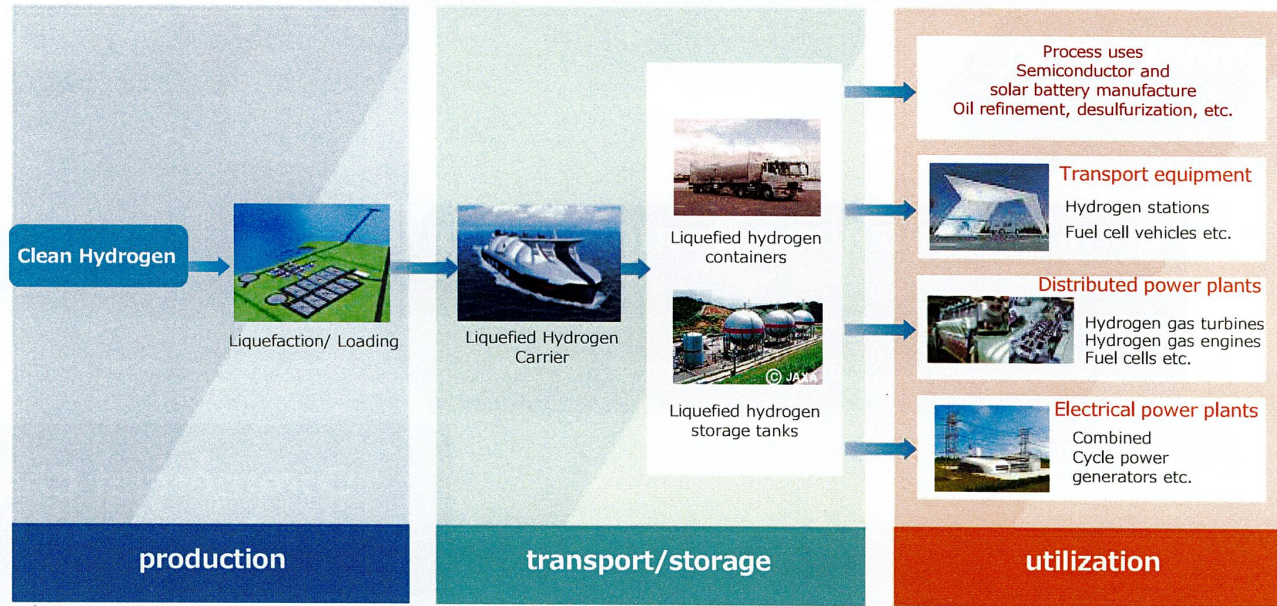 Clean Hydrogen
Liquefaction/ Loading
production
Liquefied Hydrogen
Carrier
Liquefied hydrogen
containers
© JAXA
Liquefied hydrogen
storage tanks
transport/storage
Process uses
Semiconductor and
solar battery manufacture
Oil refinement, desulfurization, etc.
Transport equipment
Hydrogen stations
Fuel cell vehicles etc.
Distributed power plants
Hydrogen gas turbines
Hydrogen gas engines
Fuel cells etc.
Electrical power plants
Combined
Cycle power
generators etc.
utilization